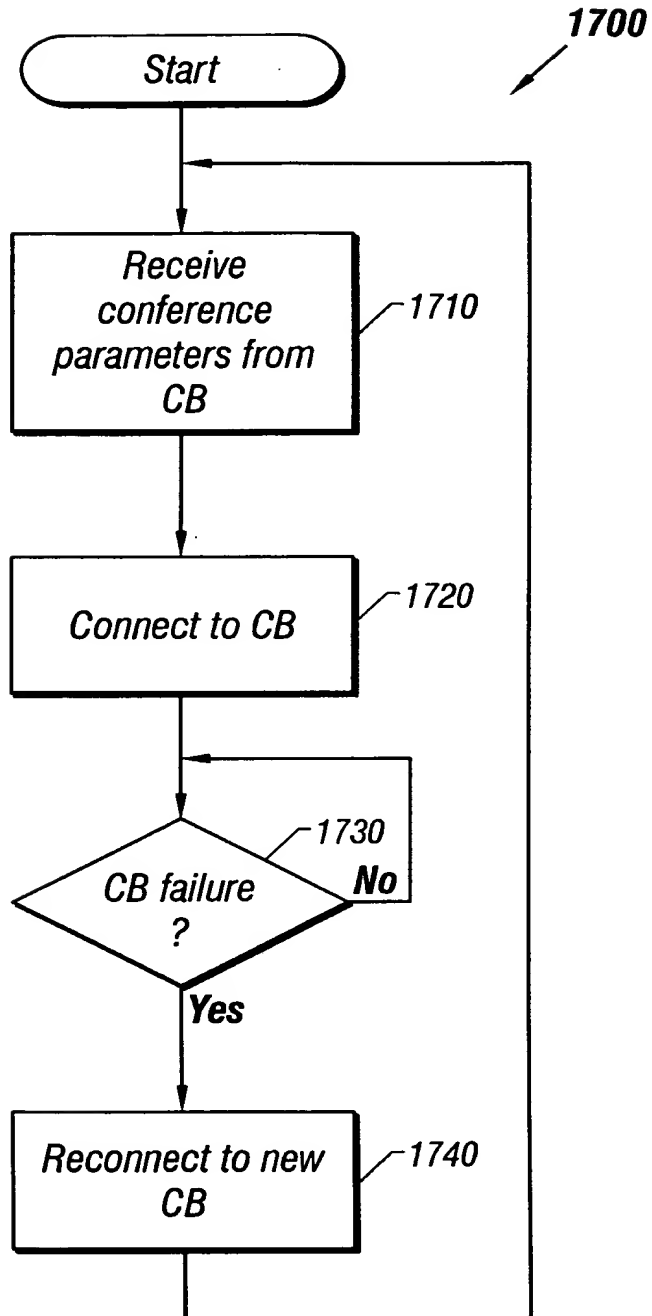 1700
Start
Receive
conference
parameters from
CB
1710
Connect to CB
1720
1730
CB failure
?
No
Yes
Reconnect to new
CB
1740